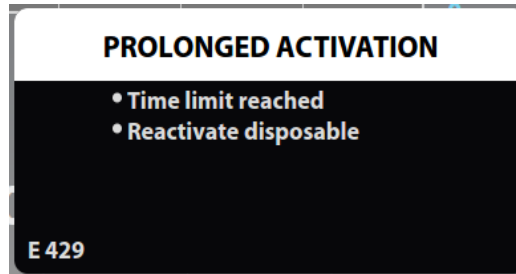 PROLONGED ACTIVATION
• Time limit reached
• Reactivate disposable
E 429